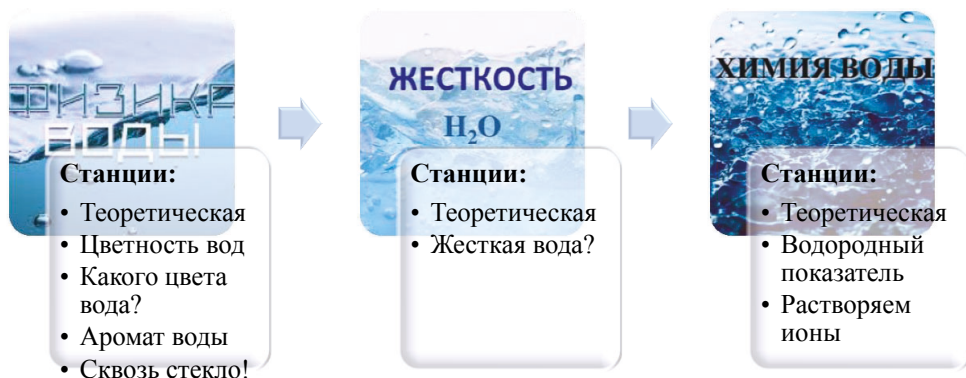 ФИЗИКА
ВОДЫ
Станции:
• Теоретическая
• Цветность вод
• Какого цвета
вода?
• Аромат воды
• Сквозь стекло!
ЖЕСТКОСТЬ
H₂O
Станции:
• Теоретическая
• Жесткая вода?
ХИМИЯ ВОДЫ
Станции:
• Теоретическая
• Водородный
показатель
• Растворяем
ионы